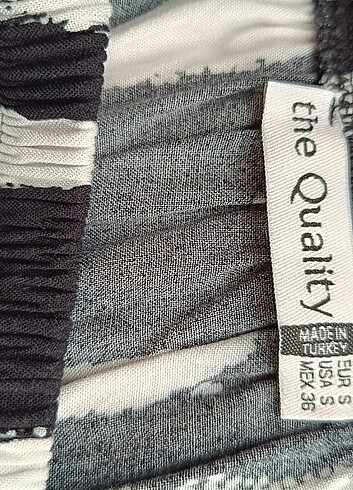 the Quality
MADE IN
TURKEY
EUR S
USA S
MEX 36